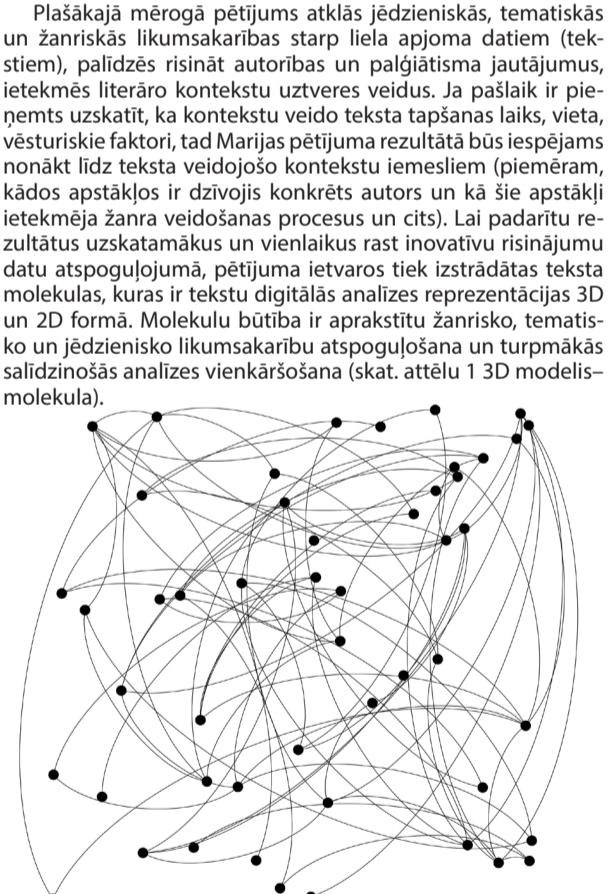 Plašākajā mērogā pētījums atklās jēdzieniskās, tematiskās
un žanriskās likumsakarības starp liela apjoma datiem (tek-
stiem), palīdzēs risināt autorības un palģiātisma jautājumus,
ietekmēs literāro kontekstu uztveres veidus. Ja pašlaik ir pie-
ņemts uzskatīt, ka kontekstu veido teksta tapšanas laiks, vieta,
vēsturiskie faktori, tad Marijas pētījuma rezultātā būs iespējams
nonākt līdz teksta veidojošo kontekstu iemesliem (piemēram,
kādos apstākļos ir dzīvojis konkrēts autors un kā šie apstākļi
ietekmēja žanra veidošanas procesus un cits). Lai padarītu re-
zultātus uzskatamākus un vienlaikus rast inovatīvu risinājumu
datu atspoguļojumā, pētījuma ietvaros tiek izstrādātas teksta
molekulas, kuras ir tekstu digitālās analīzes reprezentācijas 3D
un 2D formā. Molekulu būtība ir aprakstītu žanrisko, tematis-
ko un jēdzienisko likumsakarību atspoguļošana un turpmākās
salīdzinošās analīzes vienkāršošana (skat. attēlu 1 3D modelis–
molekula).